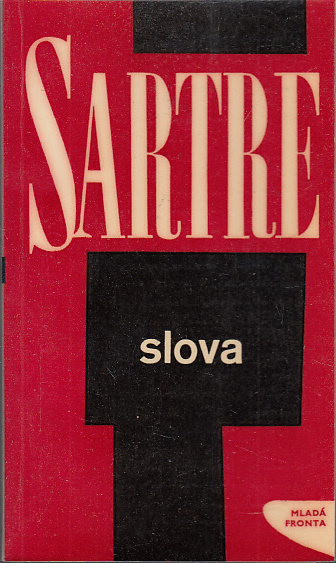 SARTRE
slova
MLADÁ
FRONTA